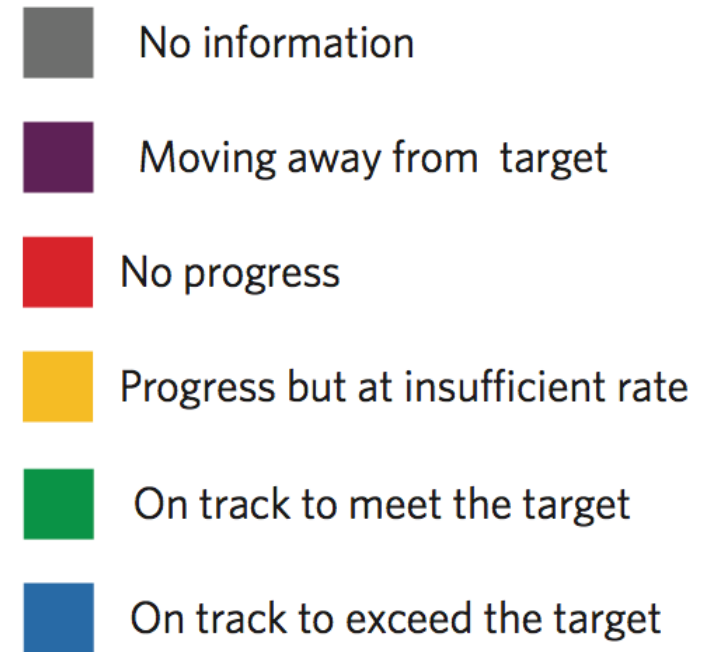 No information
Moving away from target
No progress
Progress but at insufficient rate
On track to meet the target
On track to exceed the target